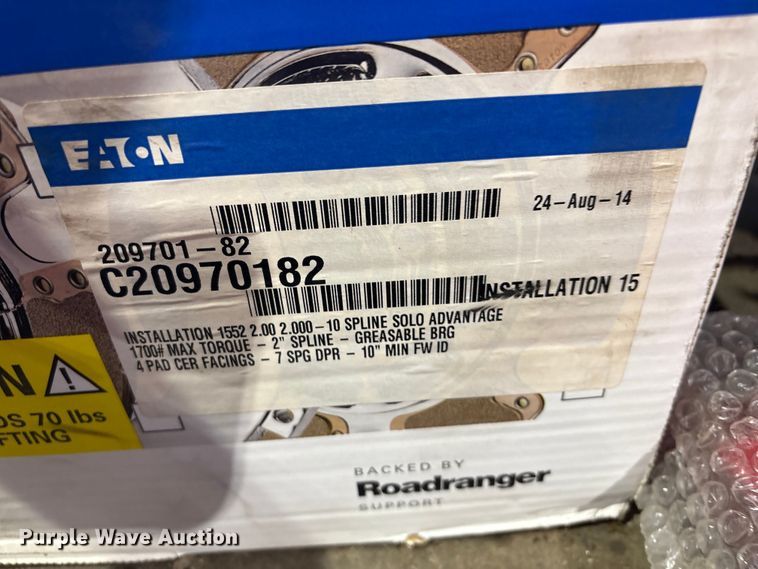 EATON
24-Aug-14
209701-82
C20970182
INSTALLATION 15
INSTALLATION 1552 2.00 2.000-10 SPLINE SOLO ADVANTAGE
1700# MAX TORQUE - 2" SPLINE - GREASABLE BRG
4 PAD CER FACINGS - 7 SPG DPR - 10" MIN FW ID
70 lbs
BACKED BY
Roadranger
SUPPORT
Purple Wave Auction